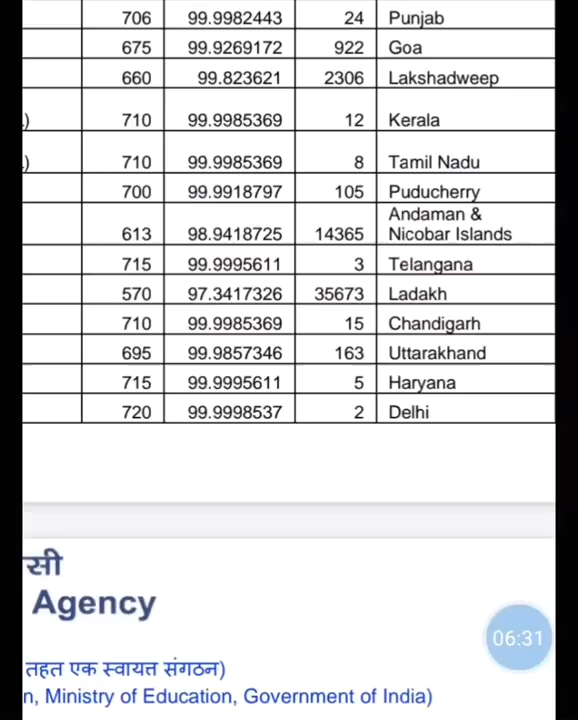 706 99.9982443 24 Punjab
675 99.9269172 922 Goa
660 99.823621 2306 Lakshadweep
) 710 99.9985369 12 Kerala
.) 710 99.9985369 8 Tamil Nadu
700 99.9918797 105 Puducherry
613 98.9418725 14365 Andaman &
Nicobar Islands
715 99.9995611 3 Telangana
570 97.3417326 35673 Ladakh
710 99.9985369 15 Chandigarh
695 99.9857346 163 Uttarakhand
715 99.9995611 5 Haryana
720 99.9998537 2 Delhi
सी
Agency
06:31
तहत एक स्वायत्त संगठन)
n, Ministry of Education, Government of India)